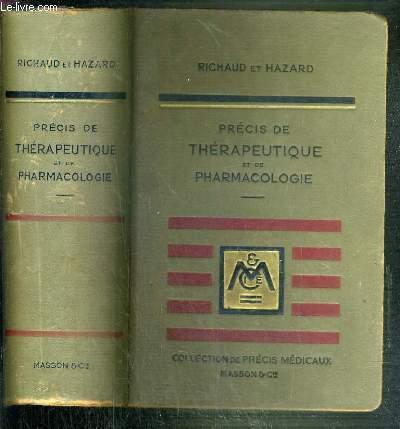 Le-Livre.com
RICHAUD ET HAZARD
PRÉCIS DE
THÉRAPEUTIQUE
ET DE
PHARMACOLOGIE
MASSON & Cie
RICHAUD ET HAZARD
PRÉCIS DE
THÉRAPEUTIQUE
ET DE
PHARMACOLOGIE
& M CIE
COLLECTION DE PRÉCIS MÉDICAUX
MASSON & Cie